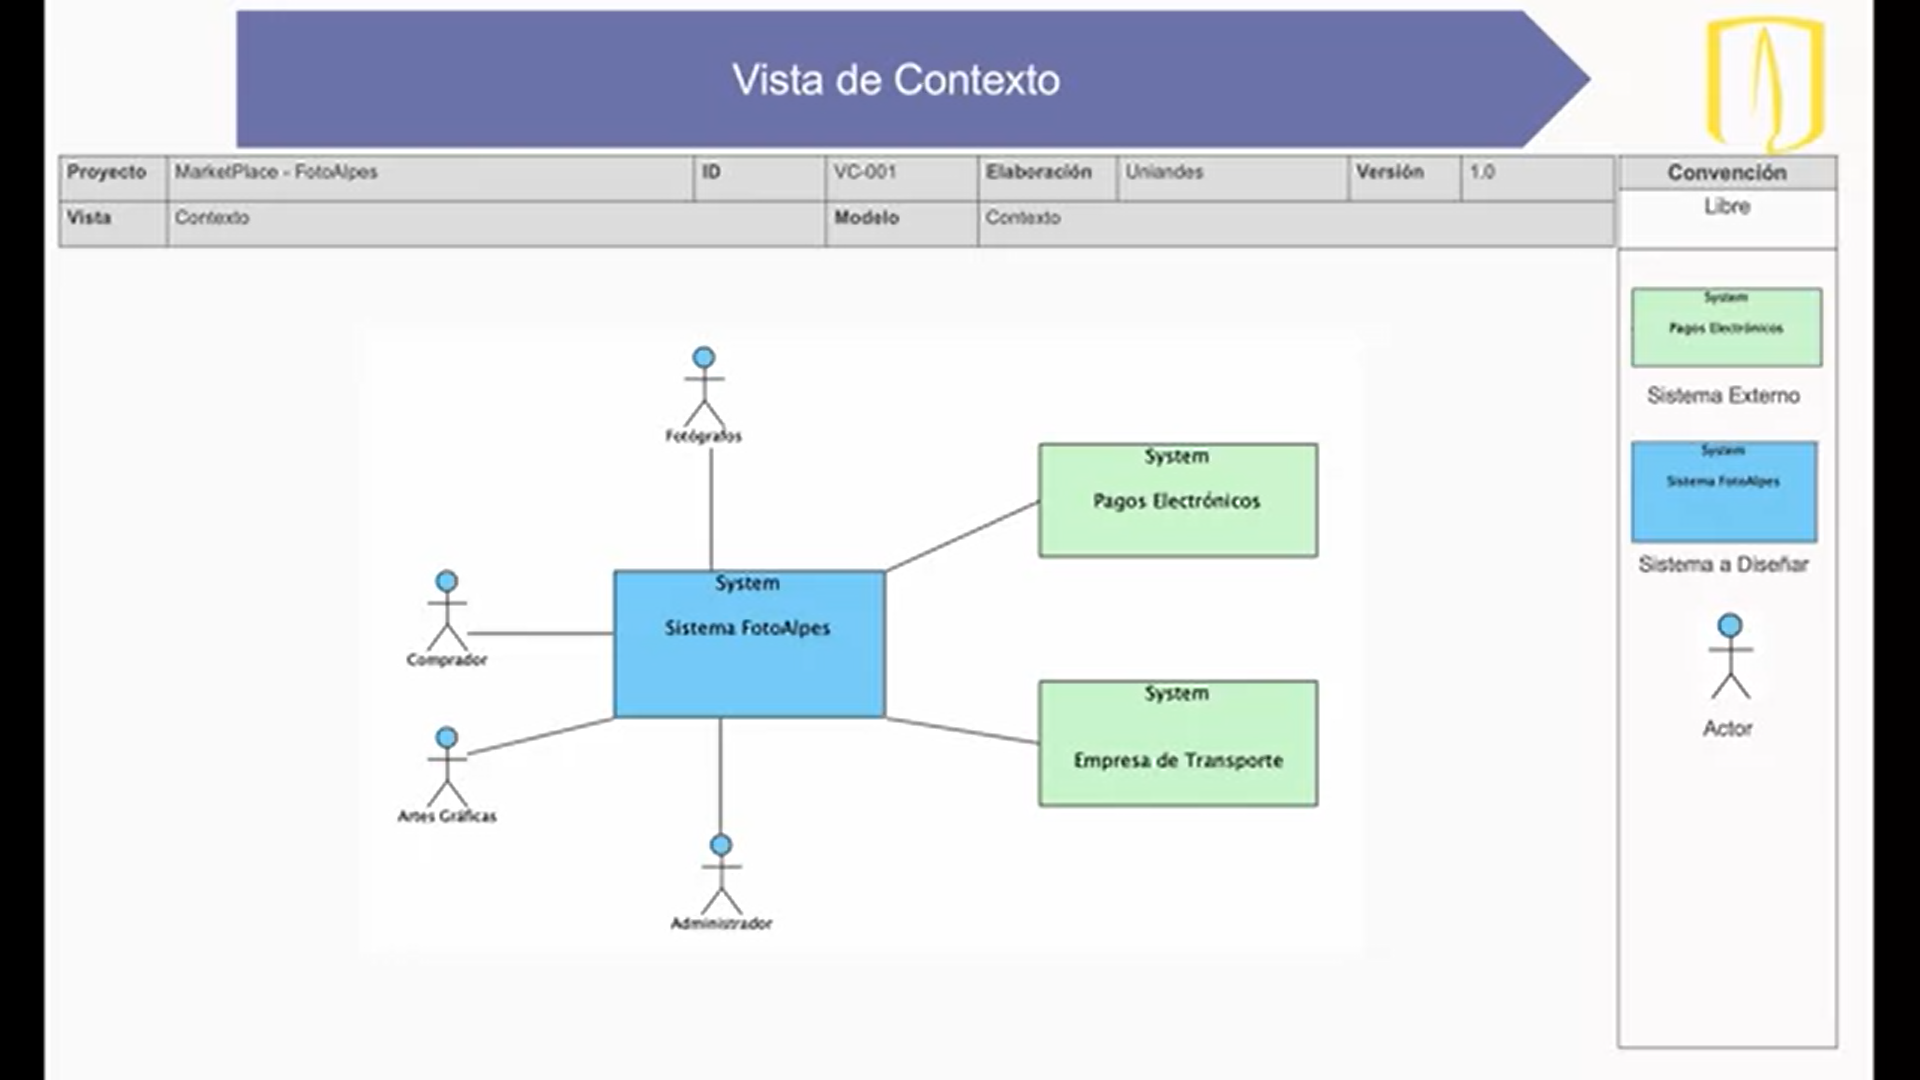 Vista de Contexto
Proyecto MarketPlace - FotoAlpes ID VC-001 Elaboración Uniandes Versión 1.0
Vista Contexto Modelo Contexto
Convención
Libre
System
Pagos Electrónicos
Sistema Externo
System
Sistema FotoAlpes
Sistema a Diseñar
Actor
Fotógrafos
System
Pagos Electrónicos
System
Sistema FotoAlpes
Comprador
System
Empresa de Transporte
Artes Gráficas
Administrador